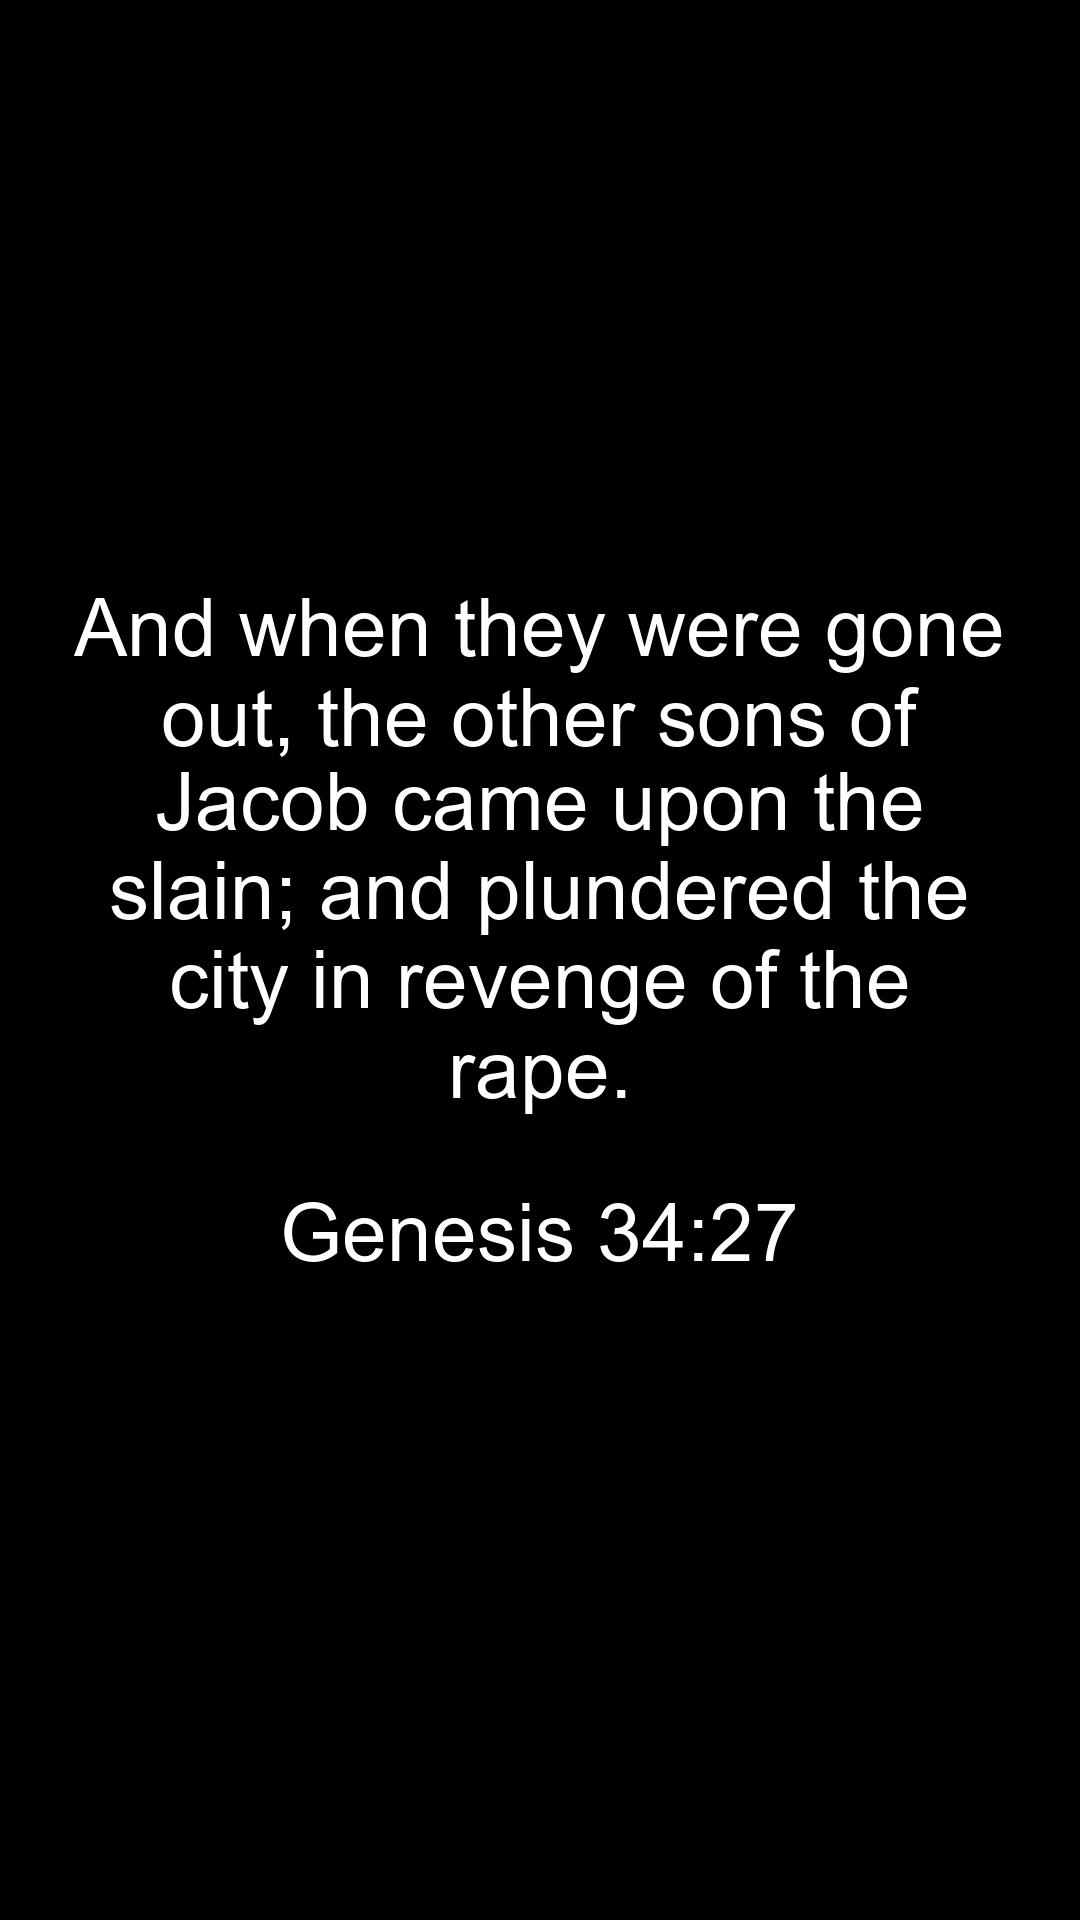 And when they were gone
out, the other sons of
Jacob came upon the
slain; and plundered the
city in revenge of the
rape.
Genesis 34:27